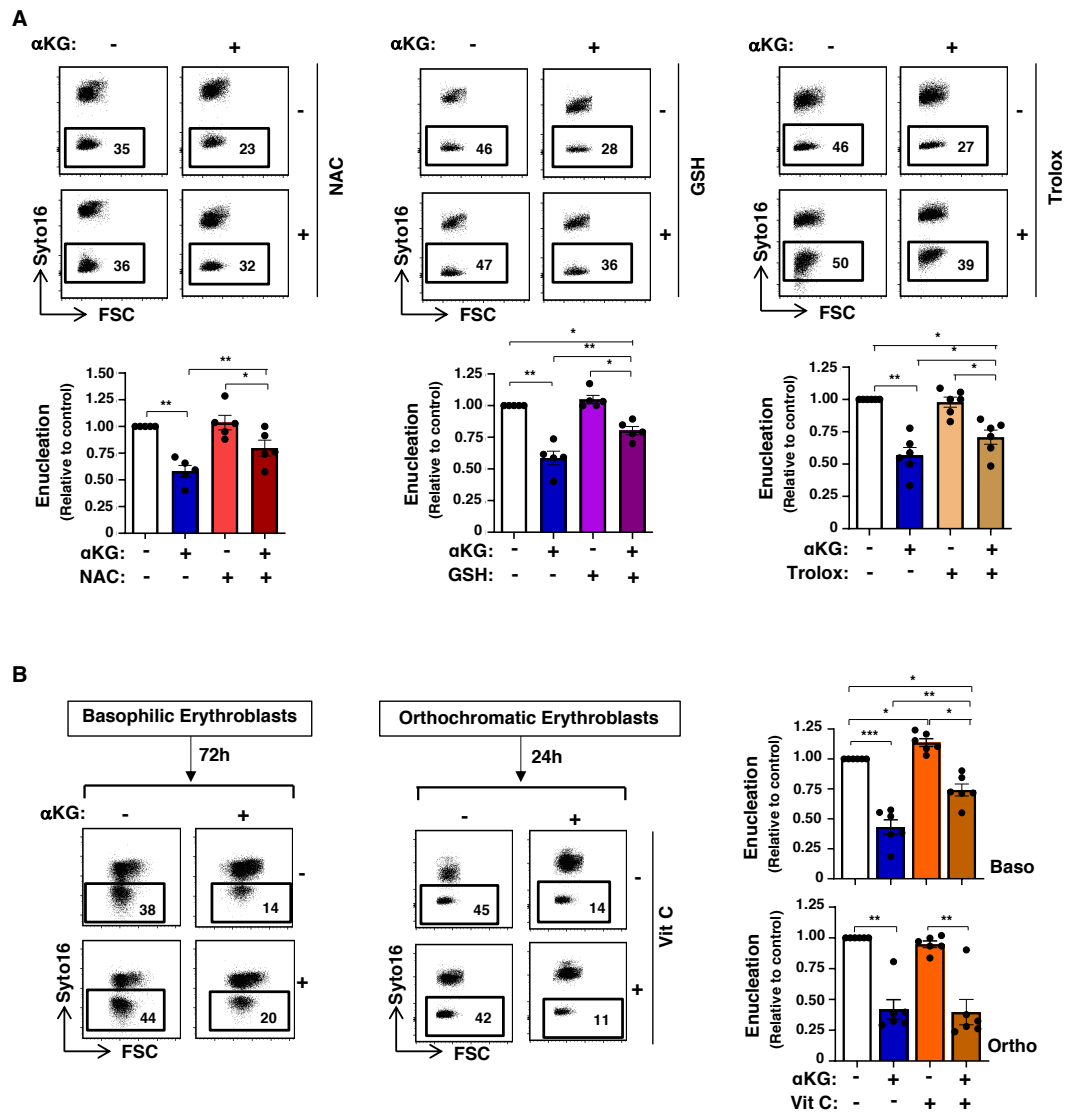 A
αKG: - +
αKG: - +
αKG: - +
35 23 -
46 28 -
46 27 -
NAC
GSH
Trolox
36 32 +
47 36 +
50 39 +
Syto16
FSC
Syto16
FSC
Syto16
FSC
Enucleation
(Relative to control)
1.50
1.25
1.00
0.75
0.50
0.25
0
** ** *
αKG: - + - +
NAC: - - + +
Enucleation
(Relative to control)
1.25
1.00
0.75
0.50
0.25
0
* ** ** *
αKG: - + - +
GSH: - - + +
Enucleation
(Relative to control)
1.25
1.00
0.75
0.50
0.25
0
* * ** *
αKG: - + - +
Trolox: - - + +
B
Basophilic Erythroblasts
72h
αKG: - +
38 14 -
44 20 +
Syto16
FSC
Orthochromatic Erythroblasts
24h
- +
45 14 -
42 11 +
Vit C
Syto16
FSC
Enucleation
(Relative to control)
1.25
1.00
0.75
0.50
0.25
0
* ** * * ***
Baso
Enucleation
(Relative to control)
1.25
1.00
0.75
0.50
0.25
0
** **
Ortho
αKG: - + - +
Vit C: - - + +